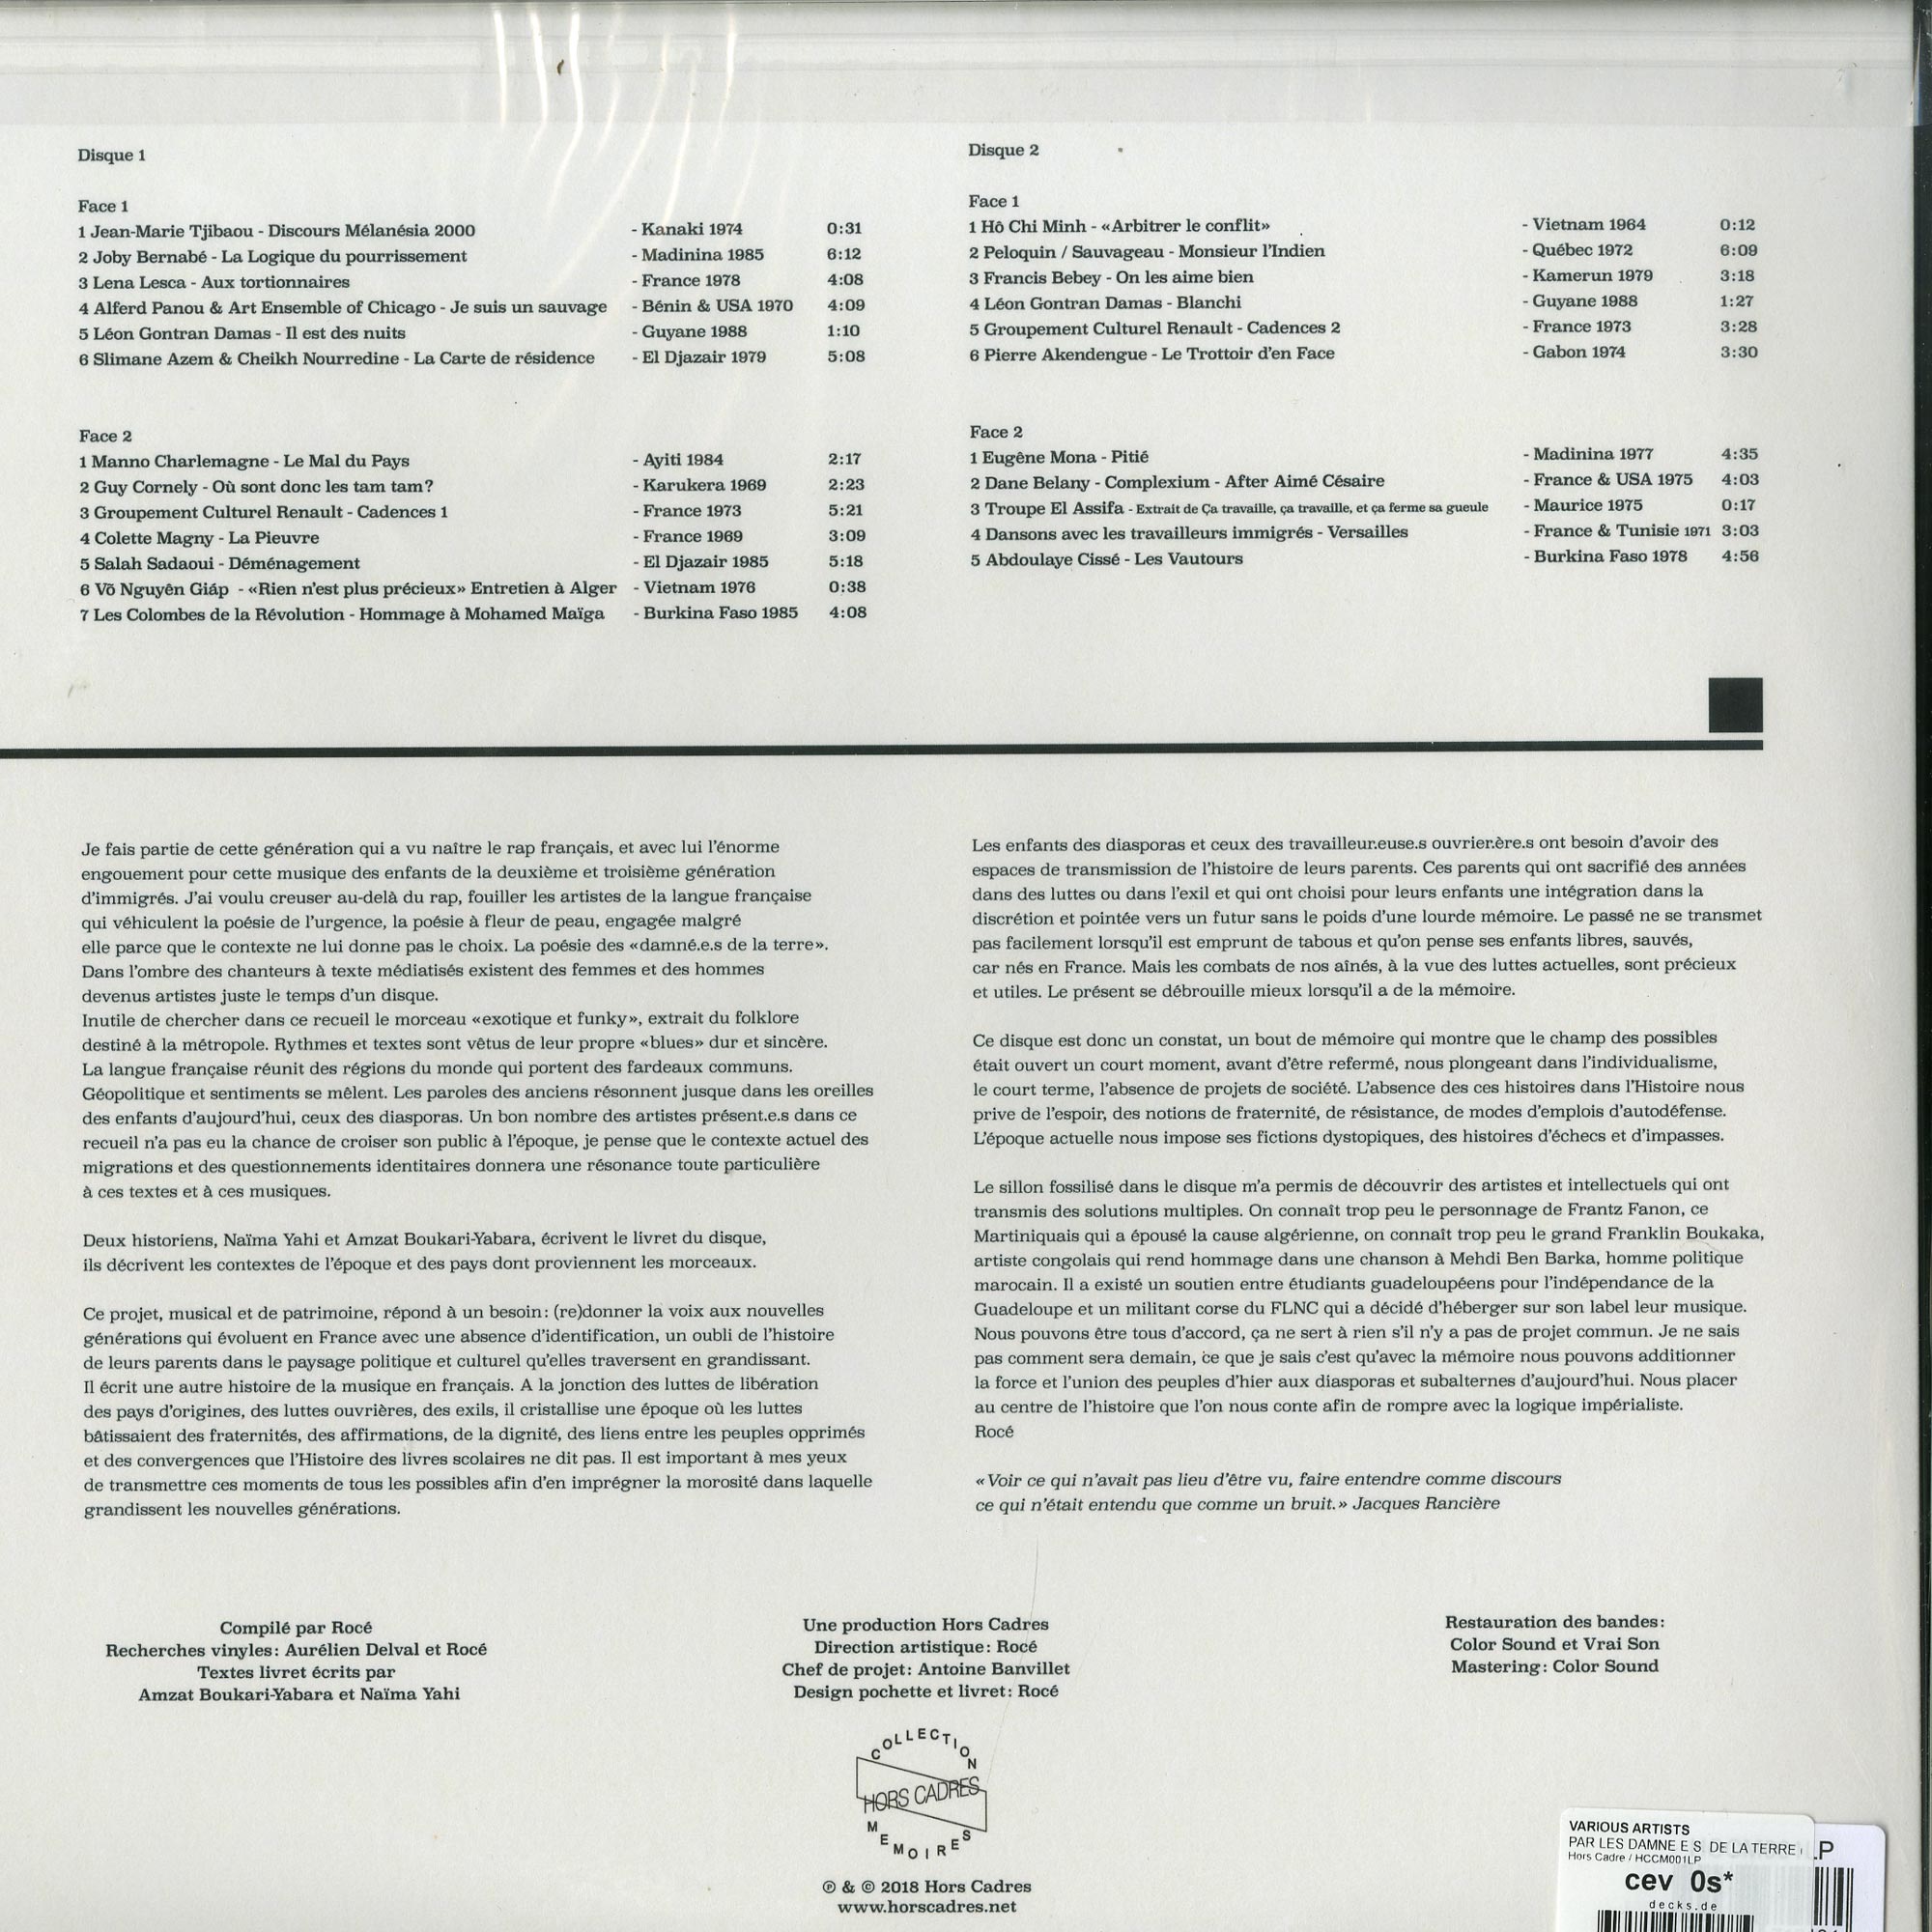 Disque 1
Face 1
1 Jean-Marie Tjibaou - Discours Mélanésia 2000 - Kanaki 1974 0:31
2 Joby Bernabé - La Logique du pourrissement - Madinina 1985 6:12
3 Lena Lesca - Aux tortionnaires - France 1978 4:08
4 Alferd Panou & Art Ensemble of Chicago - Je suis un sauvage - Bénin & USA 1970 4:09
5 Léon Gontran Damas - Il est des nuits - Guyane 1988 1:10
6 Slimane Azem & Cheikh Nourredine - La Carte de résidence - El Djazair 1979 5:08
Face 2
1 Manno Charlemagne - Le Mal du Pays - Ayiti 1984 2:17
2 Guy Cornely - Où sont donc les tam tam? - Karukera 1969 2:23
3 Groupement Culturel Renault - Cadences 1 - France 1973 5:21
4 Colette Magny - La Pieuvre - France 1969 3:09
5 Salah Sadaoui - Déménagement - El Djazair 1985 5:18
6 Võ Nguyên Giáp - «Rien n'est plus précieux» Entretien à Alger - Vietnam 1976 0:38
7 Les Colombes de la Révolution - Hommage à Mohamed Maïga - Burkina Faso 1985 4:08
Disque 2
Face 1
1 Hô Chi Minh - «Arbitrer le conflit» - Vietnam 1964 0:12
2 Peloquin / Sauvageau - Monsieur l'Indien - Québec 1972 6:09
3 Francis Bebey - On les aime bien - Kamerun 1979 3:18
4 Léon Gontran Damas - Blanchi - Guyane 1988 1:27
5 Groupement Culturel Renault - Cadences 2 - France 1973 3:28
6 Pierre Akendengue - Le Trottoir d'en Face - Gabon 1974 3:30
Face 2
1 Eugêne Mona - Pitié - Madinina 1977 4:35
2 Dane Belany - Complexium - After Aimé Césaire - France & USA 1975 4:03
3 Troupe El Assifa - Extrait de Ça travaille, ça travaille, et ça ferme sa gueule - Maurice 1975 0:17
4 Dansons avec les travailleurs immigrés - Versailles - France & Tunisie 1971 3:03
5 Abdoulaye Cissé - Les Vautours - Burkina Faso 1978 4:56
Je fais partie de cette génération qui a vu naître le rap français, et avec lui l'énorme
engouement pour cette musique des enfants de la deuxième et troisième génération
d'immigrés. J'ai voulu creuser au-delà du rap, fouiller les artistes de la langue française
qui véhiculent la poésie de l'urgence, la poésie à fleur de peau, engagée malgré
elle parce que le contexte ne lui donne pas le choix. La poésie des «damné.e.s de la terre».
Dans l'ombre des chanteurs à texte médiatisés existent des femmes et des hommes
devenus artistes juste le temps d'un disque.
Inutile de chercher dans ce recueil le morceau «exotique et funky», extrait du folklore
destiné à la métropole. Rythmes et textes sont vêtus de leur propre «blues» dur et sincère.
La langue française réunit des régions du monde qui portent des fardeaux communs.
Géopolitique et sentiments se mêlent. Les paroles des anciens résonnent jusque dans les oreilles
des enfants d'aujourd'hui, ceux des diasporas. Un bon nombre des artistes présent.e.s dans ce
recueil n'a pas eu la chance de croiser son public à l'époque, je pense que le contexte actuel des
migrations et des questionnements identitaires donnera une résonance toute particulière
à ces textes et à ces musiques.
Deux historiens, Naïma Yahi et Amzat Boukari-Yabara, écrivent le livret du disque,
ils décrivent les contextes de l'époque et des pays dont proviennent les morceaux.
Ce projet, musical et de patrimoine, répond à un besoin: (re)donner la voix aux nouvelles
générations qui évoluent en France avec une absence d'identification, un oubli de l'histoire
de leurs parents dans le paysage politique et culturel qu'elles traversent en grandissant.
Il écrit une autre histoire de la musique en français. A la jonction des luttes de libération
des pays d'origines, des luttes ouvrières, des exils, il cristallise une époque où les luttes
bâtissaient des fraternités, des affirmations, de la dignité, des liens entre les peuples opprimés
et des convergences que l'Histoire des livres scolaires ne dit pas. Il est important à mes yeux
de transmettre ces moments de tous les possibles afin d'en imprégner la morosité dans laquelle
grandissent les nouvelles générations.
Les enfants des diasporas et ceux des travailleur.euse.s ouvrier.ère.s ont besoin d'avoir des
espaces de transmission de l'histoire de leurs parents. Ces parents qui ont sacrifié des années
dans des luttes ou dans l'exil et qui ont choisi pour leurs enfants une intégration dans la
discrétion et pointée vers un futur sans le poids d'une lourde mémoire. Le passé ne se transmet
pas facilement lorsqu'il est emprunt de tabous et qu'on pense ses enfants libres, sauvés,
car nés en France. Mais les combats de nos aînés, à la vue des luttes actuelles, sont précieux
et utiles. Le présent se débrouille mieux lorsqu'il a de la mémoire.
Ce disque est donc un constat, un bout de mémoire qui montre que le champ des possibles
était ouvert un court moment, avant d'être refermé, nous plongeant dans l'individualisme,
le court terme, l'absence de projets de société. L'absence des ces histoires dans l'Histoire nous
prive de l'espoir, des notions de fraternité, de résistance, de modes d'emplois d'autodéfense.
L'époque actuelle nous impose ses fictions dystopiques, des histoires d'échecs et d'impasses.
Le sillon fossilisé dans le disque m'a permis de découvrir des artistes et intellectuels qui ont
transmis des solutions multiples. On connaît trop peu le personnage de Frantz Fanon, ce
Martiniquais qui a épousé la cause algérienne, on connaît trop peu le grand Franklin Boukaka,
artiste congolais qui rend hommage dans une chanson à Mehdi Ben Barka, homme politique
marocain. Il a existé un soutien entre étudiants guadeloupéens pour l'indépendance de la
Guadeloupe et un militant corse du FLNC qui a décidé d'héberger sur son label leur musique.
Nous pouvons être tous d'accord, ça ne sert à rien s'il n'y a pas de projet commun. Je ne sais
pas comment sera demain, ce que je sais c'est qu'avec la mémoire nous pouvons additionner
la force et l'union des peuples d'hier aux diasporas et subalternes d'aujourd'hui. Nous placer
au centre de l'histoire que l'on nous conte afin de rompre avec la logique impérialiste.
Rocé
«Voir ce qui n'avait pas lieu d'être vu, faire entendre comme discours
ce qui n'était entendu que comme un bruit.» Jacques Rancière
Compilé par Rocé
Recherches vinyles: Aurélien Delval et Rocé
Textes livret écrits par
Amzat Boukari-Yabara et Naïma Yahi
Une production Hors Cadres
Direction artistique: Rocé
Chef de projet: Antoine Banvillet
Design pochette et livret: Rocé
Restauration des bandes:
Color Sound et Vrai Son
Mastering: Color Sound
COLLECTION
HORS CADRES
MEMOIRES
℗ & © 2018 Hors Cadres
www.horscadres.net
VARIOUS ARTISTS
PAR LES DAMNE E S DE LA TERRE
Hors Cadre / HCCM001LP
cev 0s*
decks.de
LP